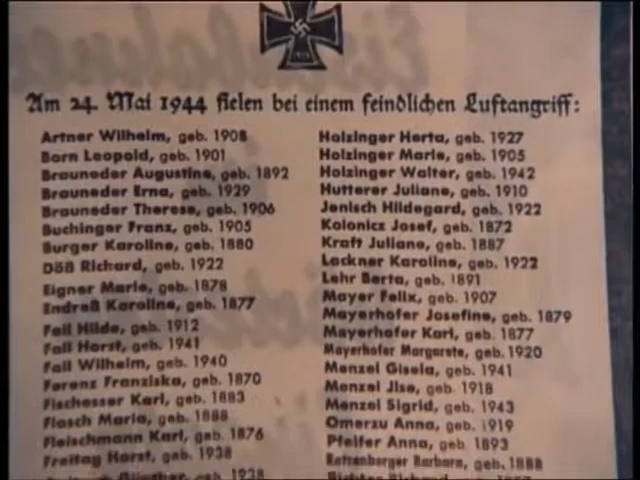 Am 24. Mai 1944 fielen bei einem feindlichen Luftangriff:
Artner Wilhelm, geb. 1908
Born Leopold, geb. 1901
Brauneder Augustine, geb. 1892
Brauneder Erna, geb. 1929
Brauneder Therese, geb. 1906
Buchinger Franz, geb. 1905
Burger Karoline, geb. 1880
Döß Richard, geb. 1922
Eigner Marie, geb. 1878
Endreß Karoline, geb. 1877
Fall Hilde, geb. 1912
Fall Horst, geb. 1941
Fall Wilhelm, geb. 1940
Ferenz Franziska, geb. 1870
Fischesser Karl, geb. 1883
Flasch Maria, geb. 1888
Fleischmann Karl, geb. 1876
Freitag Horst, geb. 1938
Günther, geb. 1938
Holzinger Herta, geb. 1927
Holzinger Marie, geb. 1905
Holzinger Walter, geb. 1942
Hutterer Juliane, geb. 1910
Jenisch Hildegard, geb. 1922
Kolonicz Josef, geb. 1872
Kraft Juliane, geb. 1887
Lackner Karoline, geb. 1922
Lehr Berta, geb. 1891
Mayer Felix, geb. 1907
Mayerhofer Josefine, geb. 1879
Mayerhofer Karl, geb. 1877
Mayerhofer Margarete, geb. 1920
Menzel Gisela, geb. 1941
Menzel Ilse, geb. 1918
Menzel Sigrid, geb. 1943
Omerzu Anna, geb. 1919
Pfeifer Anna, geb. 1893
Ratzenberger Barbara, geb. 1888
Richter Richard, geb.